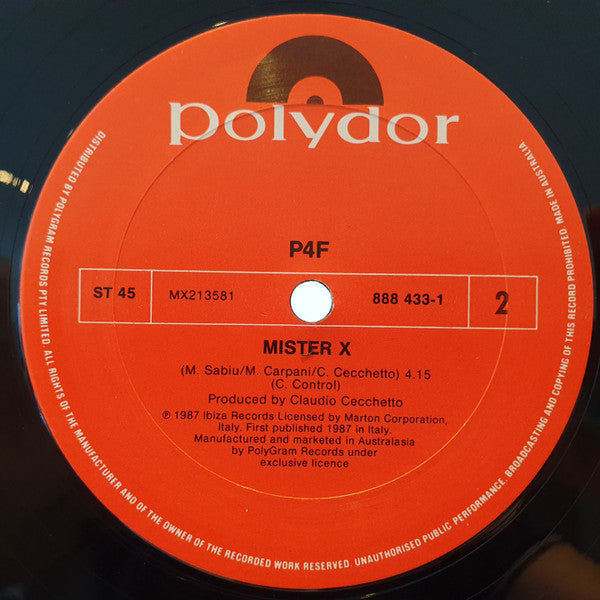 polydor
P4F
ST 45
MX213581
888 433-1
2
MISTER X
(M. Sabiu/M. Carpani/C. Cecchetto) 4.15
(C. Control)
Produced by Claudio Cecchetto
℗ 1987 Ibiza Records Licensed by Marton Corporation,
Italy. First published 1987 in Italy.
Manufactured and marketed in Australasia
by PolyGram Records under
exclusive licence
DISTRIBUTED BY POLYGRAM RECORDS PTY LIMITED. ALL RIGHTS OF THE MANUFACTURER AND OF THE OWNER OF THE RECORDED WORK RESERVED. UNAUTHORISED PUBLIC PERFORMANCE, BROADCASTING AND COPYING OF THIS RECORD PROHIBITED. MADE IN AUSTRALIA.